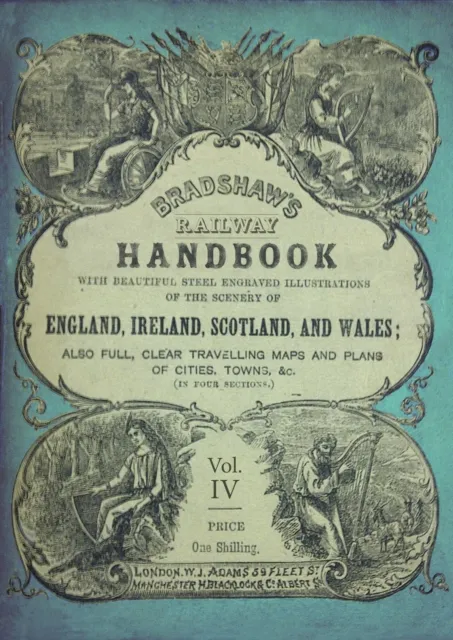 BRADSHAW'S
RAILWAY
HANDBOOK
WITH BEAUTIFUL STEEL ENGRAVED ILLUSTRATIONS
OF THE SCENERY OF
ENGLAND, IRELAND, SCOTLAND, AND WALES;
ALSO FULL, CLEAR TRAVELLING MAPS AND PLANS
OF CITIES, TOWNS, &c.
(IN FOUR SECTIONS.)
Vol.
IV
PRICE
One Shilling.
LONDON. W. J. ADAMS 59 FLEET ST
MANCHESTER H. BLACKLOCK & Co ALBERT S